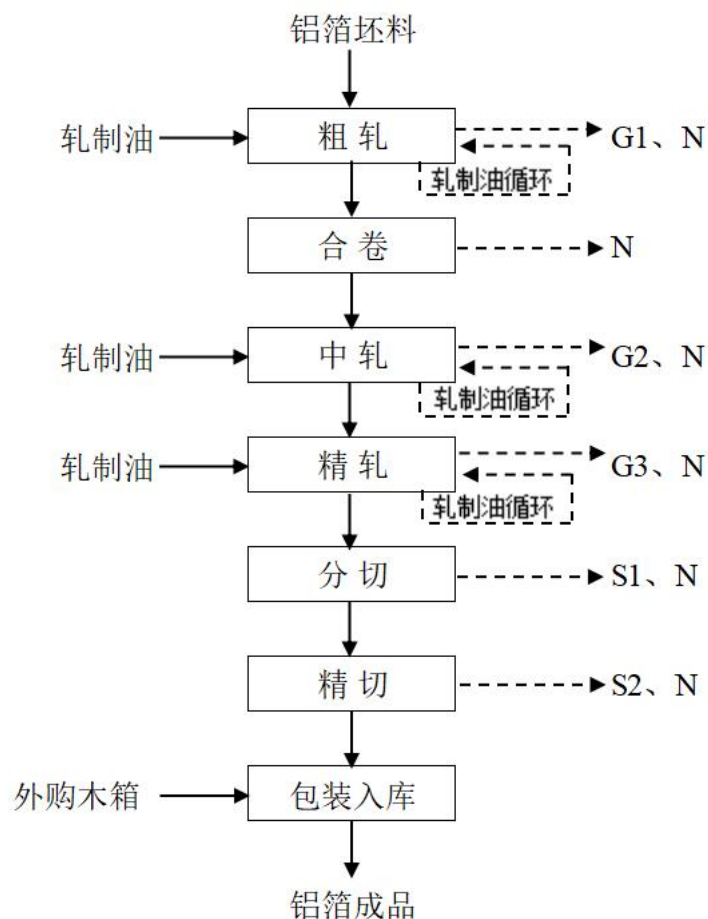 铝箔坯料
轧制油
粗 轧
G1、N
轧制油循环
合 卷
N
轧制油
中 轧
G2、N
轧制油循环
轧制油
精 轧
G3、N
轧制油循环
分 切
S1、N
精 切
S2、N
外购木箱
包装入库
铝箔成品